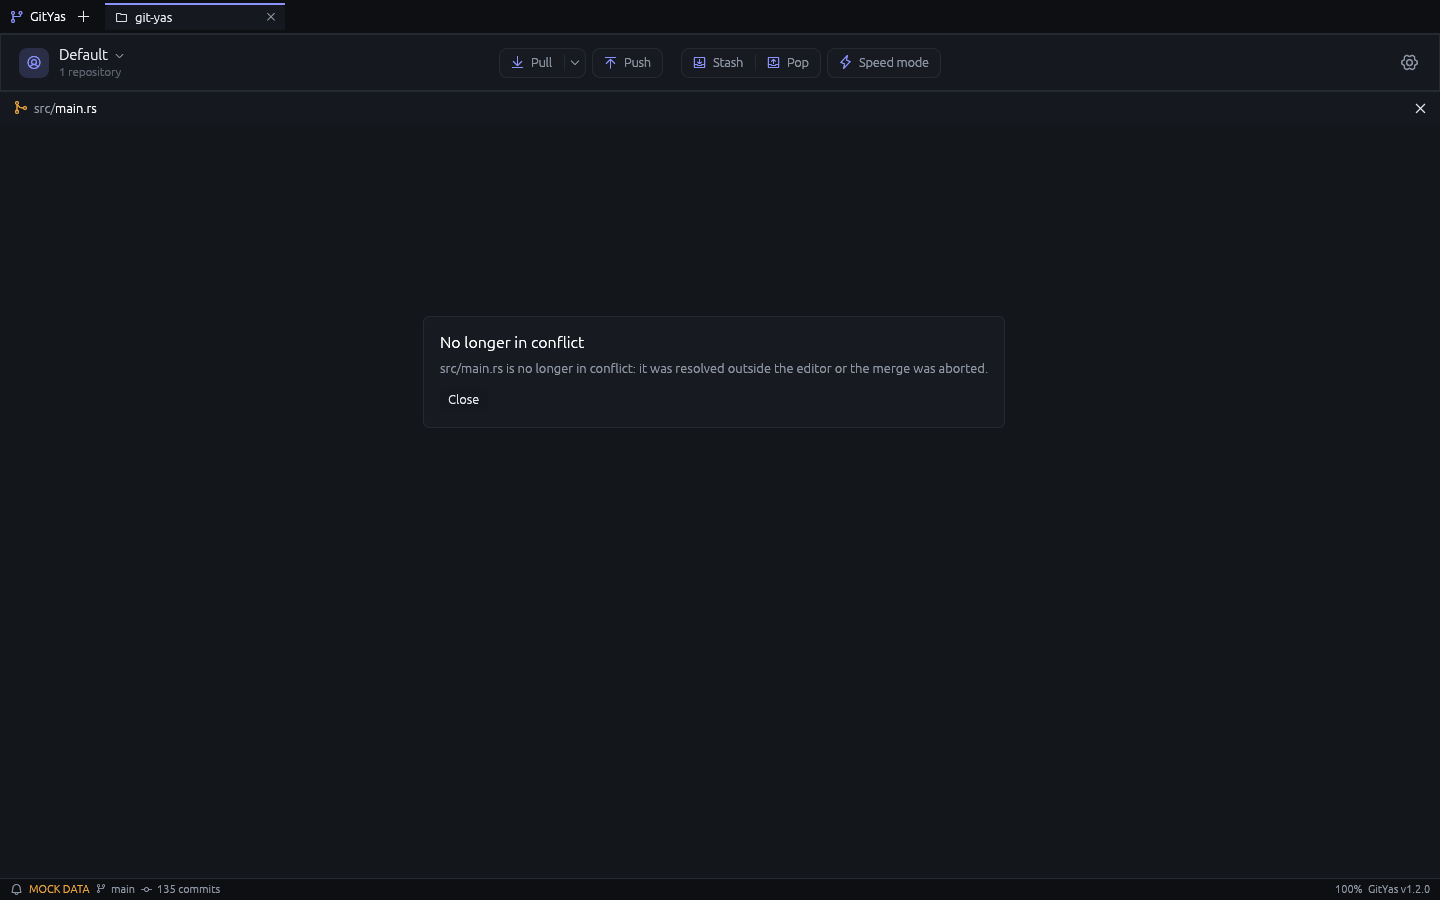 GitYas
git-yas
Default
1 repository
Pull
Push
Stash
Pop
Speed mode
src/main.rs
No longer in conflict
src/main.rs is no longer in conflict: it was resolved outside the editor or the merge was aborted.
Close
MOCK DATA main 135 commits
100% GitYas v1.2.0